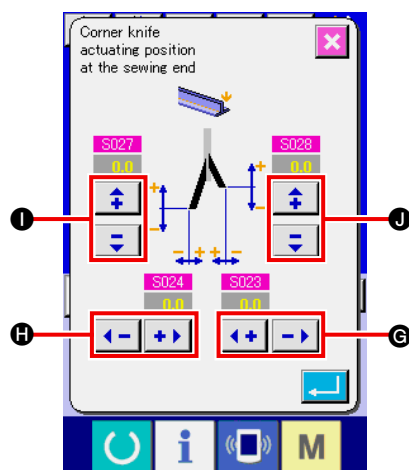 Corner knife
actuating position
at the sewing end
S027
S028
0.0
0.0
I
J
S024
S023
0.0
0.0
H
G
M